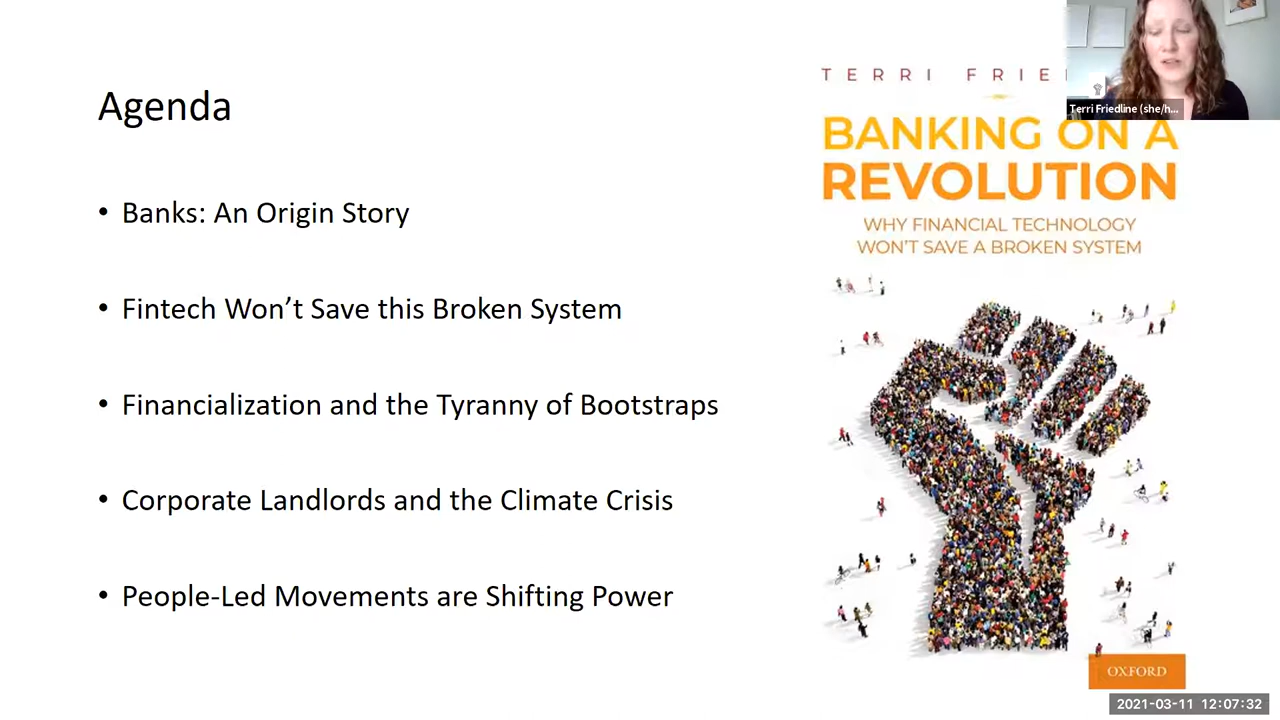 Agenda
• Banks: An Origin Story
• Fintech Won’t Save this Broken System
• Financialization and the Tyranny of Bootstraps
• Corporate Landlords and the Climate Crisis
• People-Led Movements are Shifting Power
TERRI FRIE
BANKING ON A
REVOLUTION
WHY FINANCIAL TECHNOLOGY
WON'T SAVE A BROKEN SYSTEM
OXFORD
Terri Friedline (she/h...
2021-03-11 12:07:32